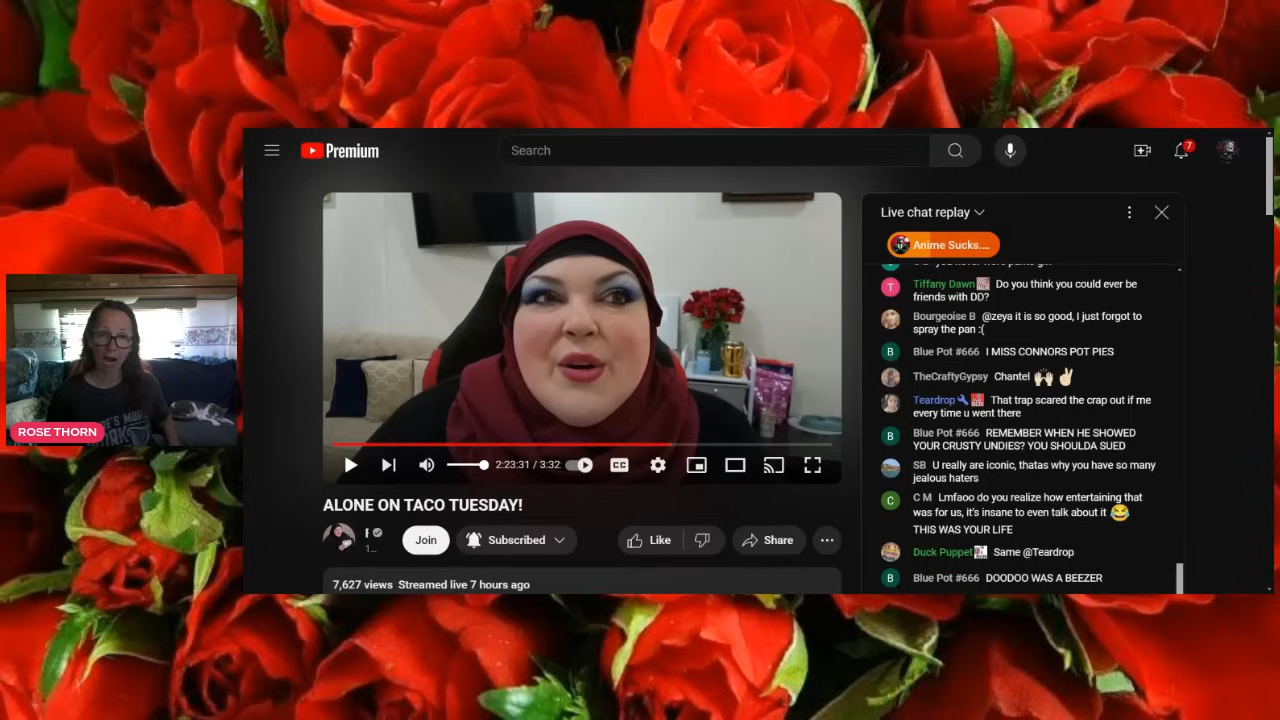 Premium
Search
7
Live chat replay
Anime Sucks....
Tiffany Dawn Do you think you could ever be
friends with DD?
Bourgeoise B @zeya it is so good, I just forgot to
spray the pan :(
Blue Pot #666 I MISS CONNORS POT PIES
TheCraftyGypsy Chantel 🙌🏻 ✌🏻
Teardrop That trap scared the crap out if me
every time u went there
Blue Pot #666 REMEMBER WHEN HE SHOWED
YOUR CRUSTY UNDIES? YOU SHOULDA SUED
SB U really are iconic, thatas why you have so many
jealous haters
C M Lmfaoo do you realize how entertaining that
was for us, it's insane to even talk about it 😂
THIS WAS YOUR LIFE
Duck Puppet Same @Teardrop
Blue Pot #666 DOODOO WAS A BEEZER
ROSE THORN
2:23:31 / 3:32
CC
ALONE ON TACO TUESDAY!
1...
Join
Subscribed
Like
Share
7,627 views Streamed live 7 hours ago